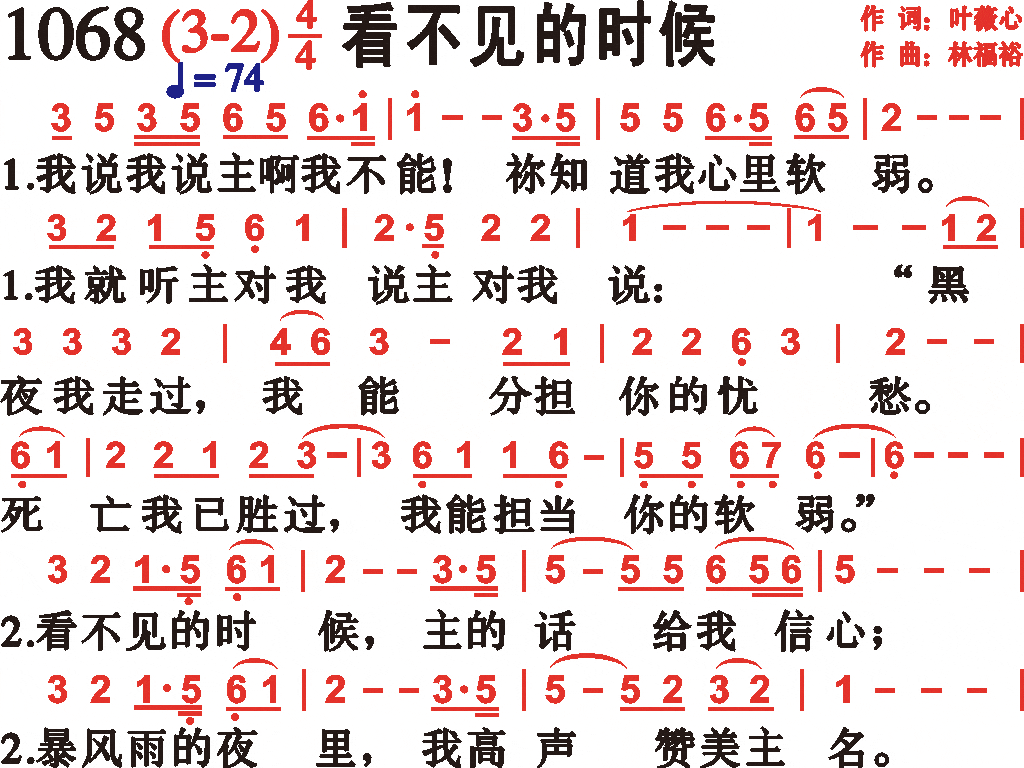 1068 (3-2) 4/4 看不见的时候 作 词：叶薇心
♩=74 作 曲：林福裕
3 5 3 5 6 5 6·i | i - - 3·5 | 5 5 6·5 6 5 | 2 - - - |
1.我说我说主啊我不能！ 祢知 道我心里软 弱。
3 2 1 5 6 1 | 2·5 2 2 | 1 - - - | 1 - - 1 2
1.我就听主对我 说主 对我 说： “黑
3 3 3 2 | 4 6 3 - 2 1 | 2 2 6 3 | 2 - -
夜我走过， 我 能 分担 你的忧 愁。
6 1 | 2 2 1 2 3 - | 3 6 1 1 6 - | 5 5 6 7 6 - | 6 - - - |
死 亡我已胜过， 我能担当 你的软 弱。”
3 2 1·5 6 1 | 2 - - 3·5 | 5 - 5 5 6 5 6 | 5 - - - |
2.看不见的时 候， 主的 话 给我 信心；
3 2 1·5 6 1 | 2 - - 3·5 | 5 - 5 2 3 2 | 1 - - - |
2.暴风雨的夜 里， 我高 声 赞美主 名。